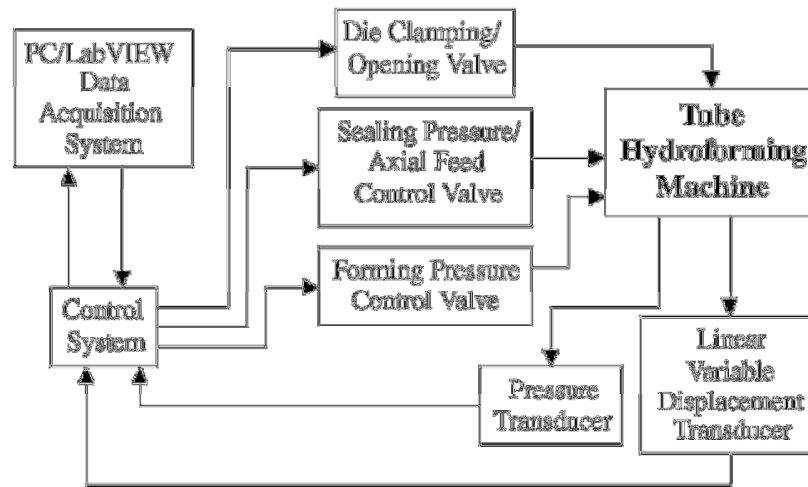 PC/LabVIEW
Data
Acquisition
System
Die Clamping/
Opening Valve
Sealing Pressure/
Axial Feed
Control Valve
Tube
Hydroforming
Machine
Forming Pressure
Control Valve
Control
System
Pressure
Transducer
Linear
Variable
Displacement
Transducer